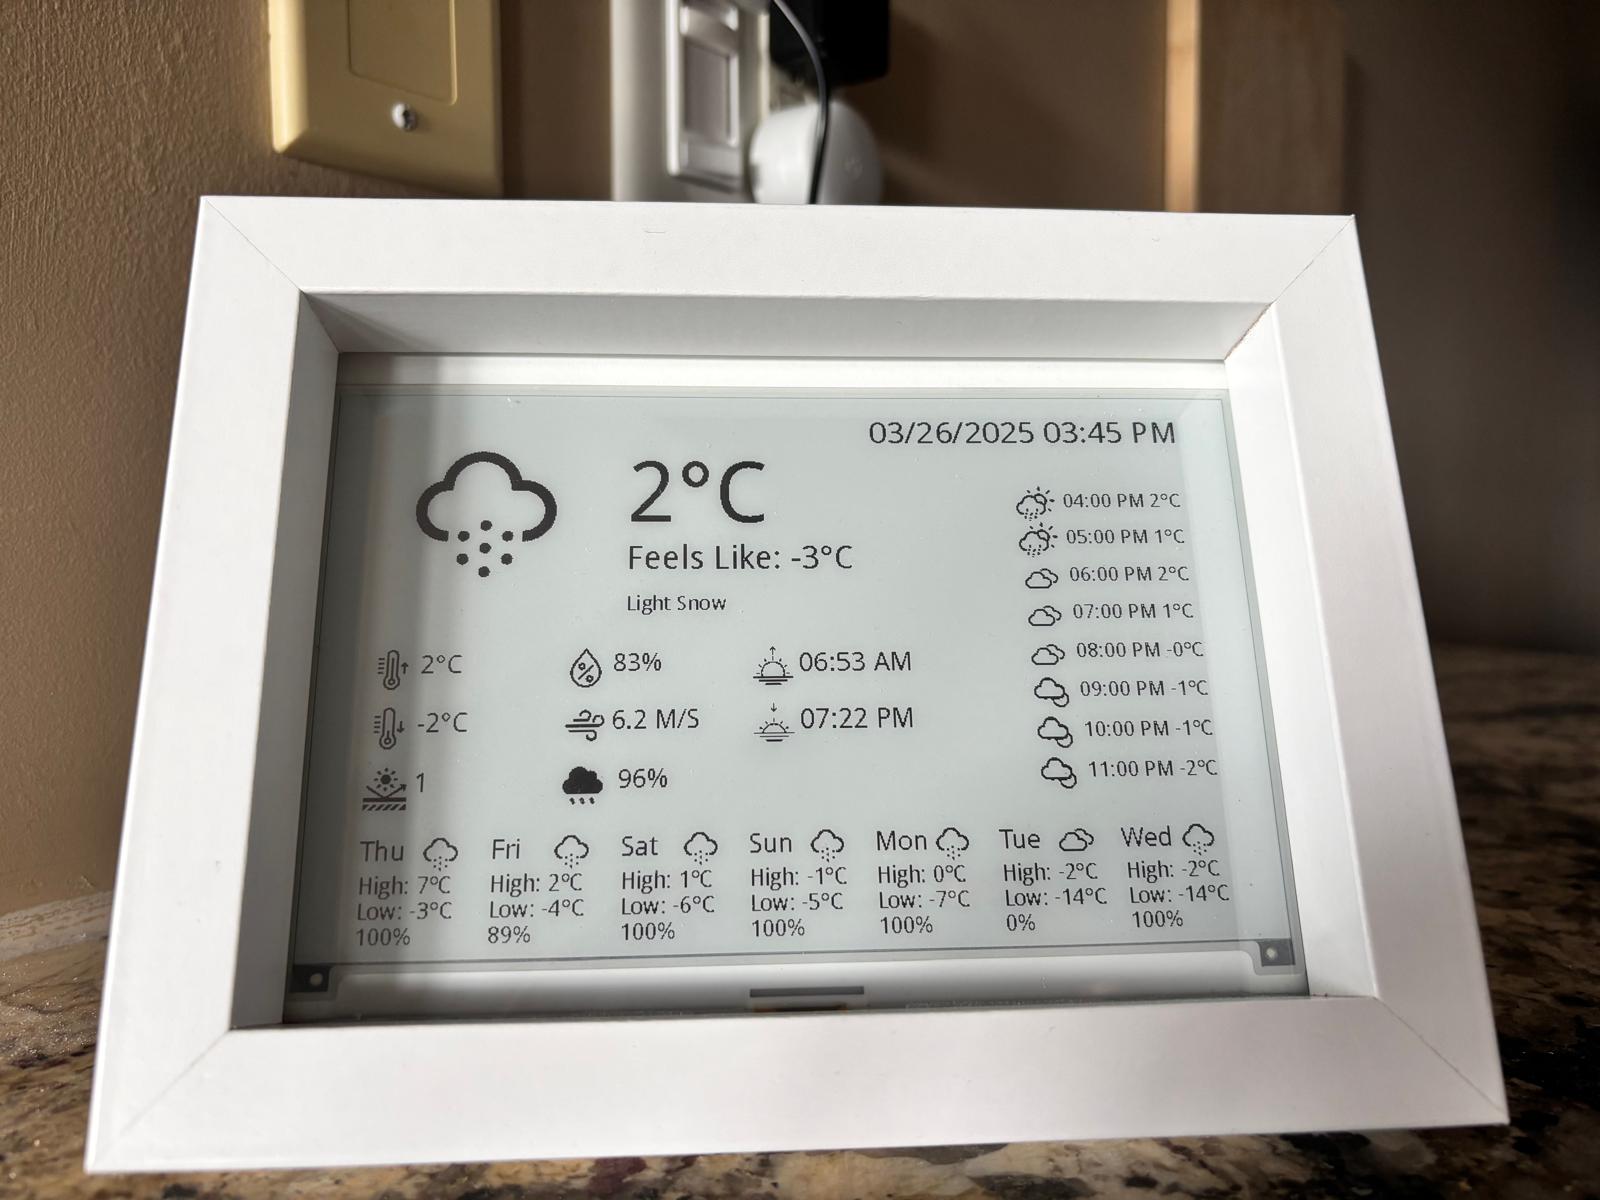 03/26/2025 03:45 PM
2°C
Feels Like: -3°C
Light Snow
04:00 PM 2°C
05:00 PM 1°C
06:00 PM 2°C
07:00 PM 1°C
08:00 PM -0°C
09:00 PM -1°C
10:00 PM -1°C
11:00 PM -2°C
2°C 83% 06:53 AM
-2°C 6.2 M/S 07:22 PM
1 96%
Thu
High: 7°C
Low: -3°C
100%
Fri
High: 2°C
Low: -4°C
89%
Sat
High: 1°C
Low: -6°C
100%
Sun
High: -1°C
Low: -5°C
100%
Mon
High: 0°C
Low: -7°C
100%
Tue
High: -2°C
Low: -14°C
0%
Wed
High: -2°C
Low: -14°C
100%